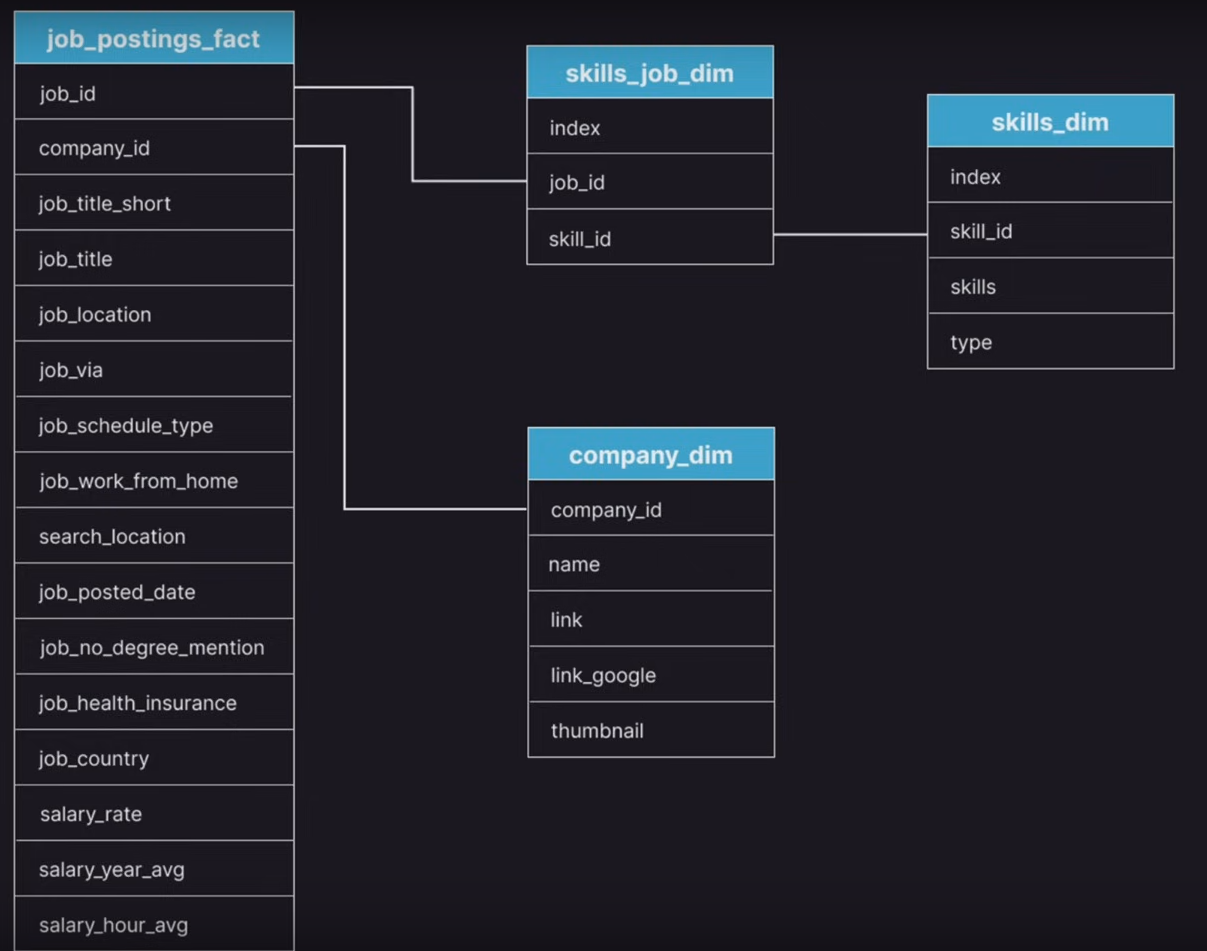 job_postings_fact
job_id
company_id
job_title_short
job_title
job_location
job_via
job_schedule_type
job_work_from_home
search_location
job_posted_date
job_no_degree_mention
job_health_insurance
job_country
salary_rate
salary_year_avg
salary_hour_avg
skills_job_dim
index
job_id
skill_id
skills_dim
index
skill_id
skills
type
company_dim
company_id
name
link
link_google
thumbnail